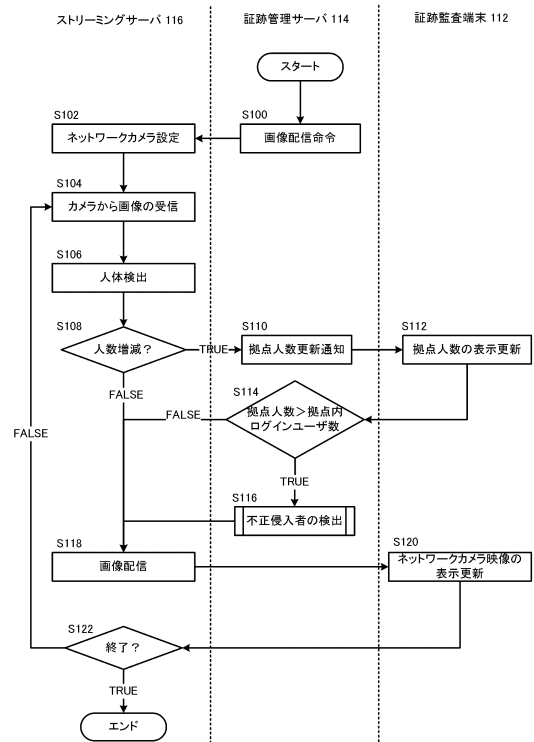 ストリーミングサーバ 116
証跡管理サーバ 114
証跡監査端末 112
スタート
S100
画像配信命令
S102
ネットワークカメラ設定
S104
カメラから画像の受信
S106
人体検出
S108
人数増減？
TRUE
FALSE
S110
拠点人数更新通知
S112
拠点人数の表示更新
S114
拠点人数＞拠点内
ログインユーザ数
FALSE
TRUE
S116
不正侵入者の検出
S118
画像配信
S120
ネットワークカメラ映像の
表示更新
S122
終了？
FALSE
TRUE
エンド